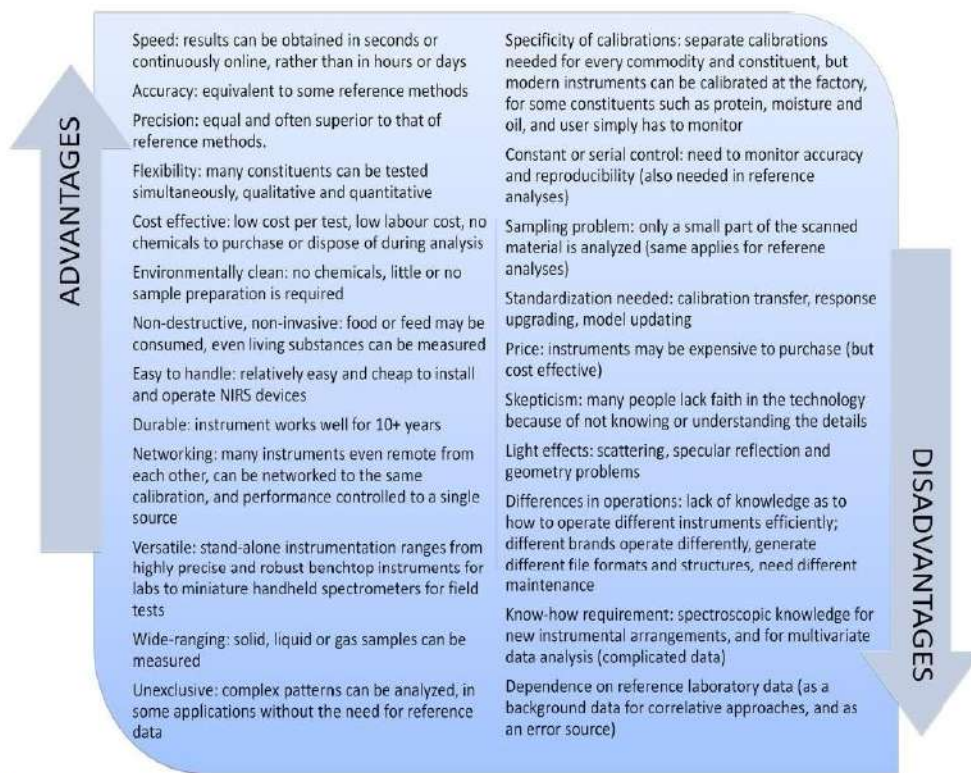 ADVANTAGES
Speed: results can be obtained in seconds or
continuously online, rather than in hours or days
Accuracy: equivalent to some reference methods
Precision: equal and often superior to that of
reference methods.
Flexibility: many constituents can be tested
simultaneously, qualitative and quantitative
Cost effective: low cost per test, low labour cost, no
chemicals to purchase or dispose of during analysis
Environmentally clean: no chemicals, little or no
sample preparation is required
Non-destructive, non-invasive: food or feed may be
consumed, even living substances can be measured
Easy to handle: relatively easy and cheap to install
and operate NIRS devices
Durable: instrument works well for 10+ years
Networking: many instruments even remote from
each other, can be networked to the same
calibration, and performance controlled to a single
source
Versatile: stand-alone instrumentation ranges from
highly precise and robust benchtop instruments for
labs to miniature handheld spectrometers for field
tests
Wide-ranging: solid, liquid or gas samples can be
measured
Unexclusive: complex patterns can be analyzed, in
some applications without the need for reference
data
Specificity of calibrations: separate calibrations
needed for every commodity and constituent, but
modern instruments can be calibrated at the factory,
for some constituents such as protein, moisture and
oil, and user simply has to monitor
Constant or serial control: need to monitor accuracy
and reproducibility (also needed in reference
analyses)
Sampling problem: only a small part of the scanned
material is analyzed (same applies for referene
analyses)
Standardization needed: calibration transfer, response
upgrading, model updating
Price: instruments may be expensive to purchase (but
cost effective)
Skepticism: many people lack faith in the technology
because of not knowing or understanding the details
Light effects: scattering, specular reflection and
geometry problems
Differences in operations: lack of knowledge as to
how to operate different instruments efficiently;
different brands operate differently, generate
different file formats and structures, need different
maintenance
Know-how requirement: spectroscopic knowledge for
new instrumental arrangements, and for multivariate
data analysis (complicated data)
Dependence on reference laboratory data (as a
background data for correlative approaches, and as
an error source)
DISADVANTAGES